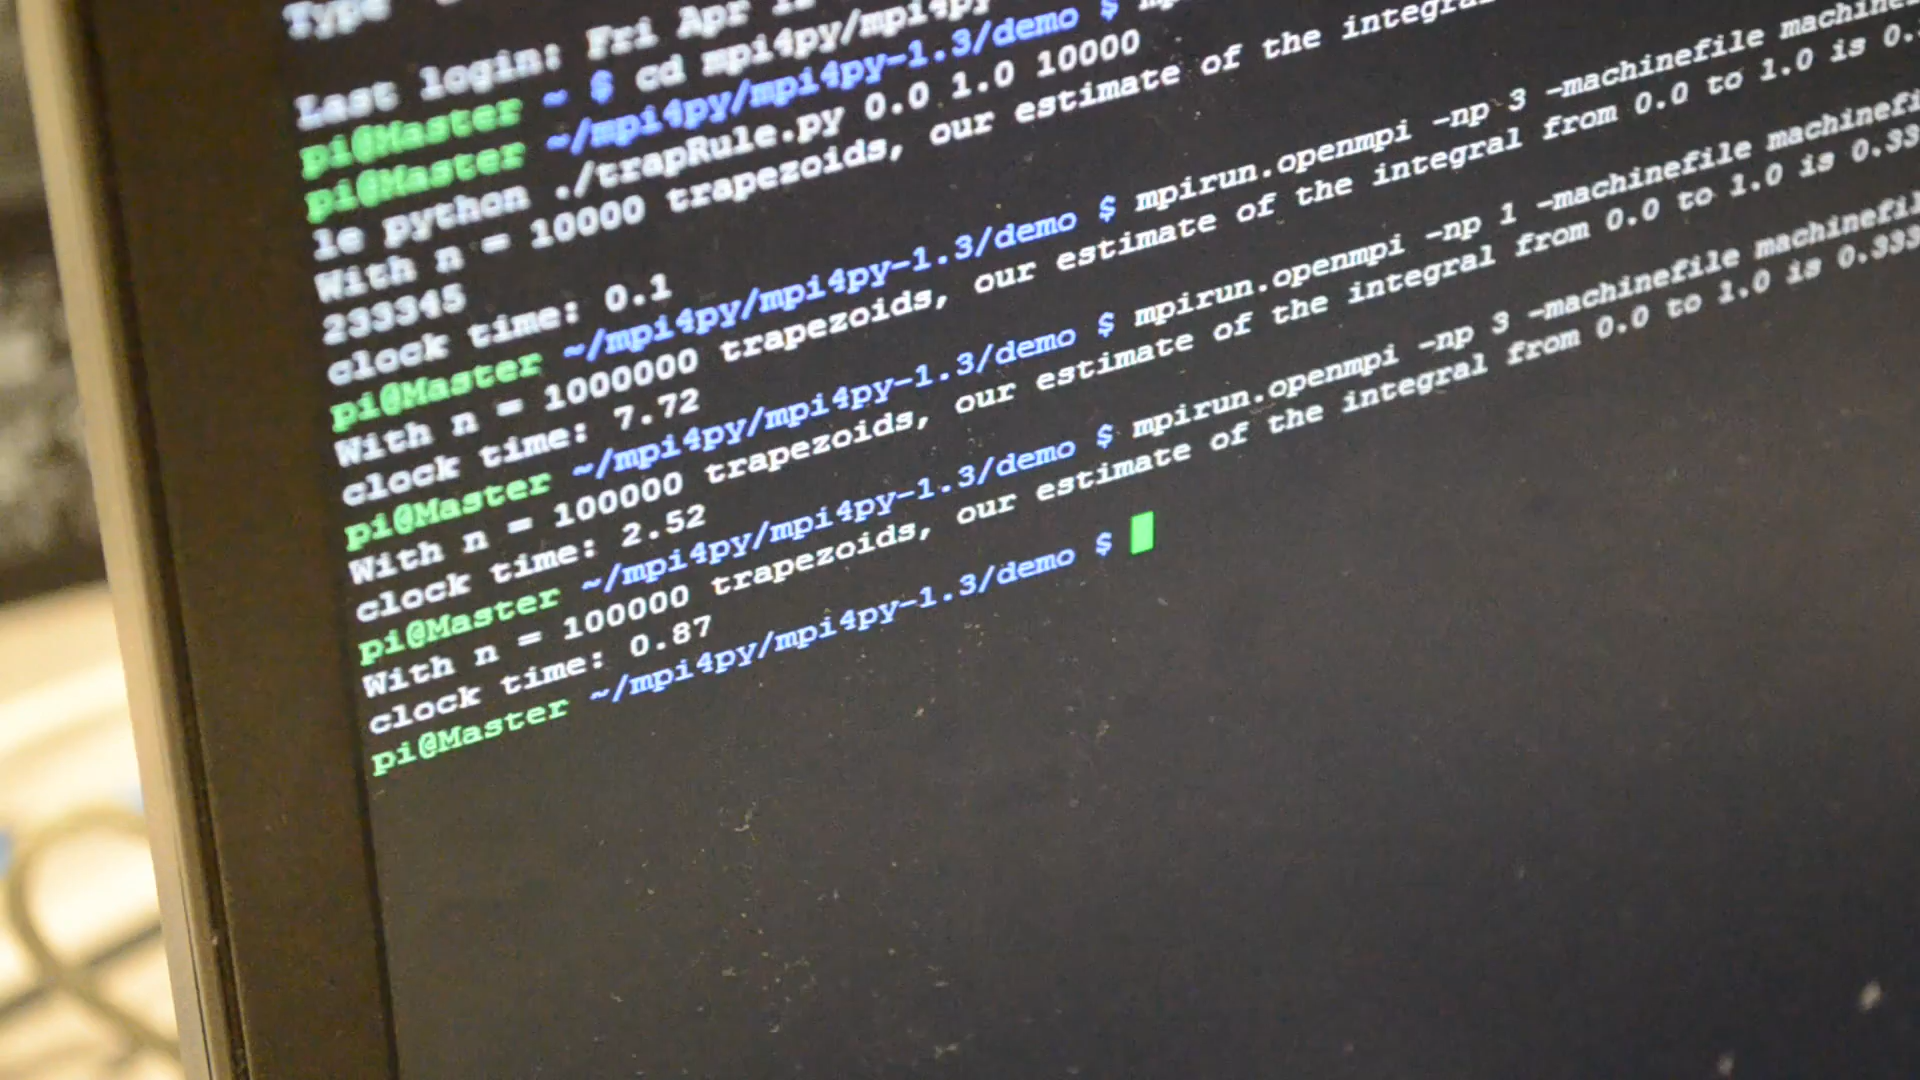 Type
Last login: Fri Apr
pi@Master ~ $ cd mpi4py/mpi4py
pi@Master ~/mpi4py/mpi4py-1.3/demo $
le python ./trapRule.py 0.0 1.0 10000
With n = 10000 trapezoids, our estimate of the integral
233345
clock time: 0.1
pi@Master ~/mpi4py/mpi4py-1.3/demo $ mpirun.openmpi -np 3 -machinefile machine
With n = 1000000 trapezoids, our estimate of the integral from 0.0 to 1.0 is 0.
clock time: 7.72
pi@Master ~/mpi4py/mpi4py-1.3/demo $ mpirun.openmpi -np 1 -machinefile machinefi
With n = 100000 trapezoids, our estimate of the integral from 0.0 to 1.0 is 0.33
clock time: 2.52
pi@Master ~/mpi4py/mpi4py-1.3/demo $ mpirun.openmpi -np 3 -machinefile machinefil
With n = 100000 trapezoids, our estimate of the integral from 0.0 to 1.0 is 0.333
clock time: 0.87
pi@Master ~/mpi4py/mpi4py-1.3/demo $